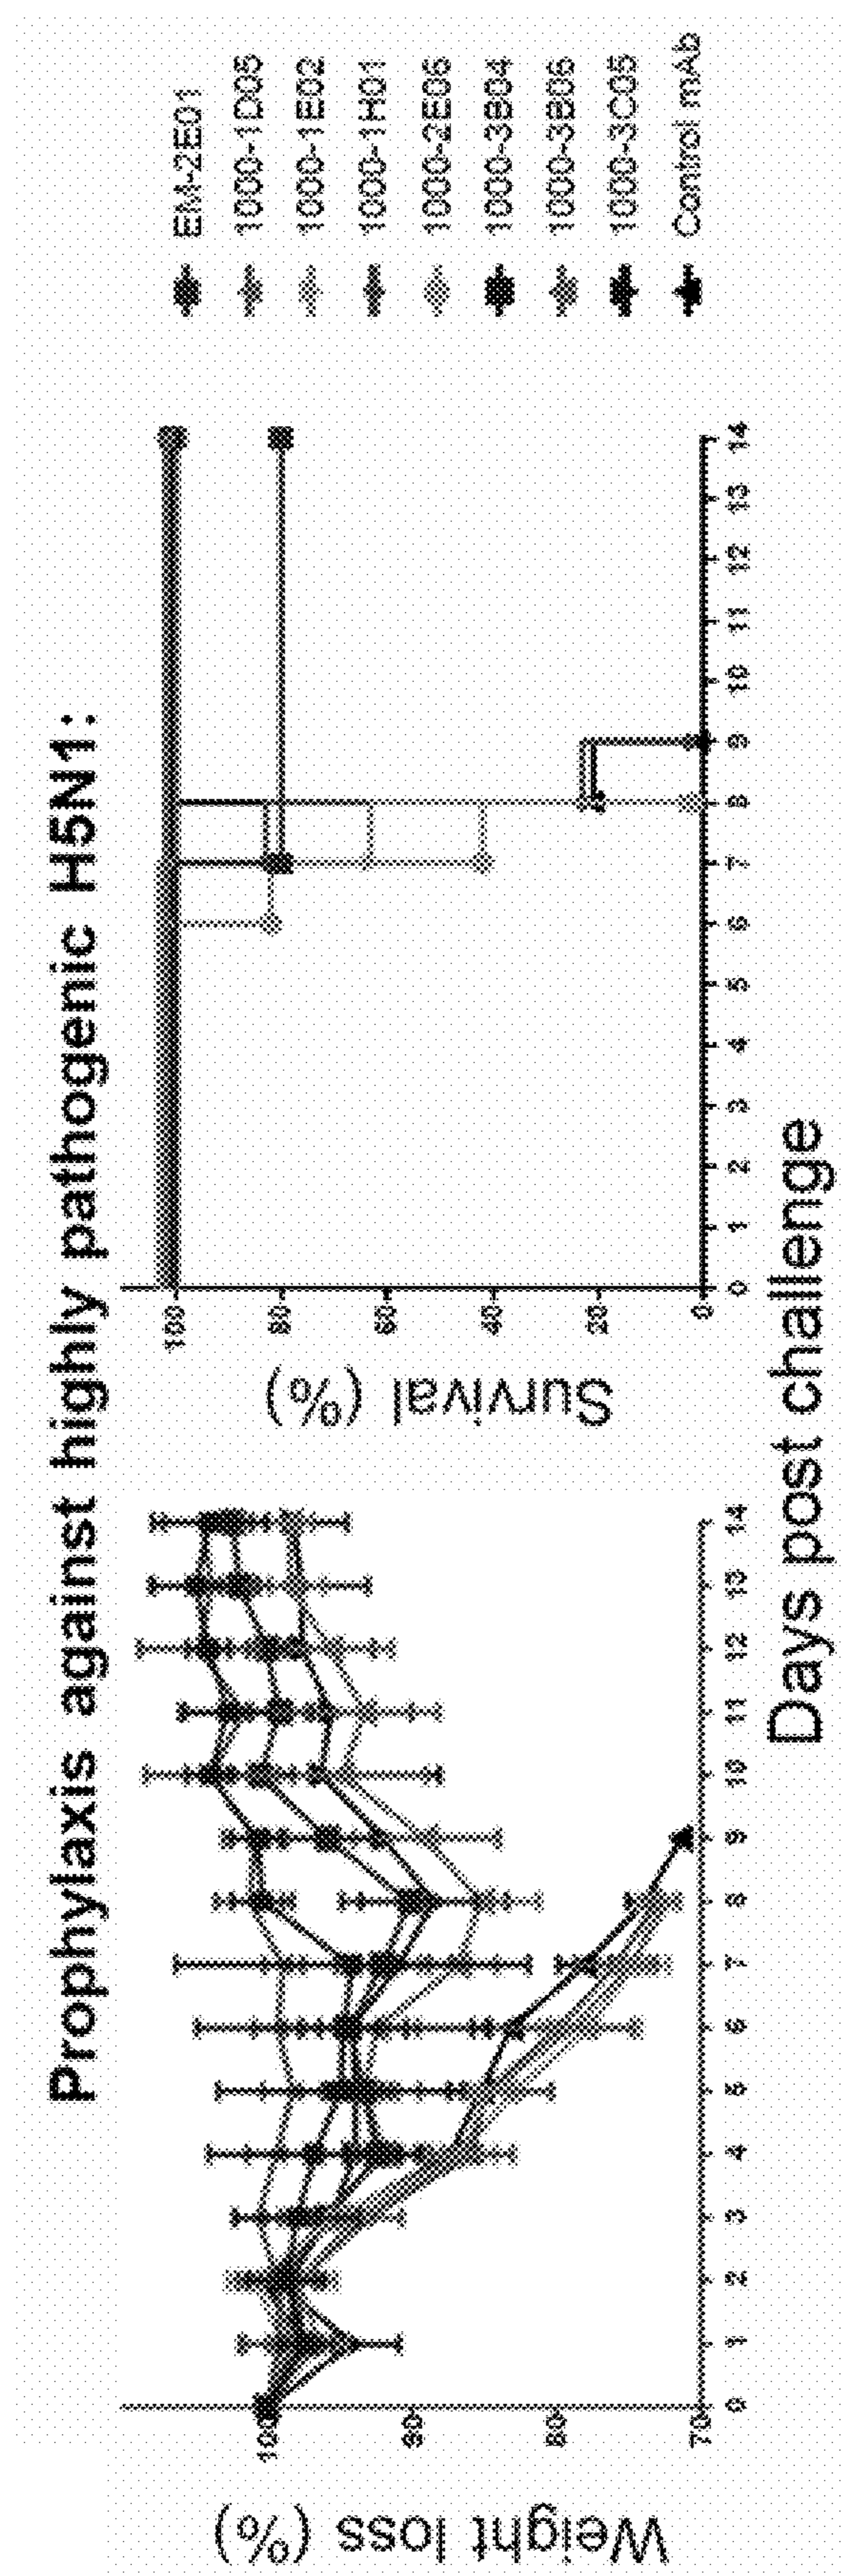 Prophylaxis against highly pathogenic H5N1:
Weight loss (%)
100
90
80
70
0 1 2 3 4 5 6 7 8 9 10 11 12 13 14
Survival (%)
100
80
60
40
20
0
0 1 2 3 4 5 6 7 8 9 10 11 12 13 14
Days post challenge
EM-2E01
1000-1D05
1000-1E02
1000-1H01
1000-2E06
1000-3B04
1000-3B06
1000-3C05
Control mAb